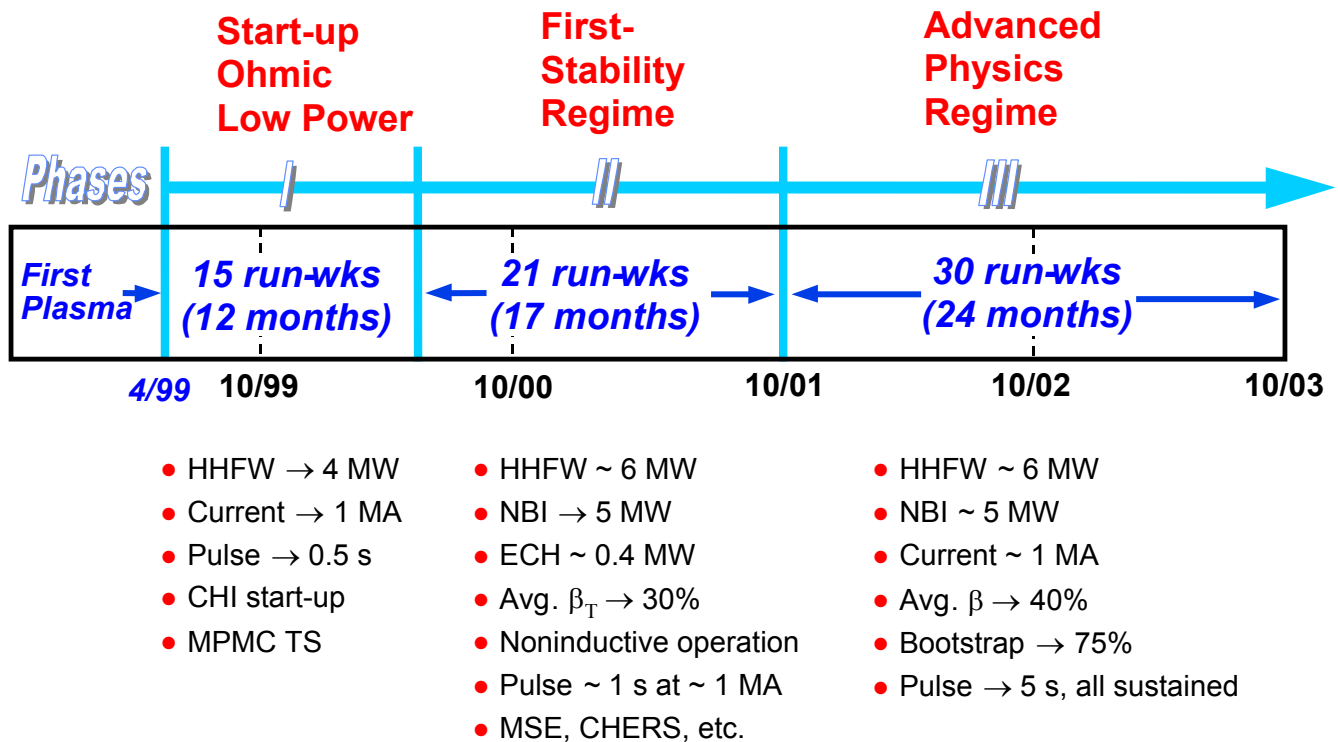 Start-up
Ohmic
Low Power
First-
Stability
Regime
Advanced
Physics
Regime
Phases
I
II
III
First
Plasma
15 run-wks
(12 months)
21 run-wks
(17 months)
30 run-wks
(24 months)
4/99
10/99
10/00
10/01
10/02
10/03
• HHFW → 4 MW
• Current → 1 MA
• Pulse → 0.5 s
• CHI start-up
• MPMC TS
• HHFW ~ 6 MW
• NBI → 5 MW
• ECH ~ 0.4 MW
• Avg. β_T → 30%
• Noninductive operation
• Pulse ~ 1 s at ~ 1 MA
• MSE, CHERS, etc.
• HHFW ~ 6 MW
• NBI ~ 5 MW
• Current ~ 1 MA
• Avg. β → 40%
• Bootstrap → 75%
• Pulse → 5 s, all sustained